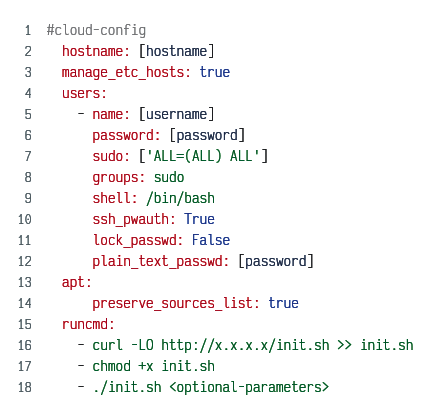 1 #cloud-config
2   hostname: [hostname]
3   manage_etc_hosts: true
4   users:
5     - name: [username]
6       password: [password]
7       sudo: ['ALL=(ALL) ALL']
8       groups: sudo
9       shell: /bin/bash
10       ssh_pwauth: True
11       lock_passwd: False
12       plain_text_passwd: [password]
13   apt:
14       preserve_sources_list: true
15   runcmd:
16     - curl -LO http://x.x.x.x/init.sh >> init.sh
17     - chmod +x init.sh
18     - ./init.sh <optional-parameters>